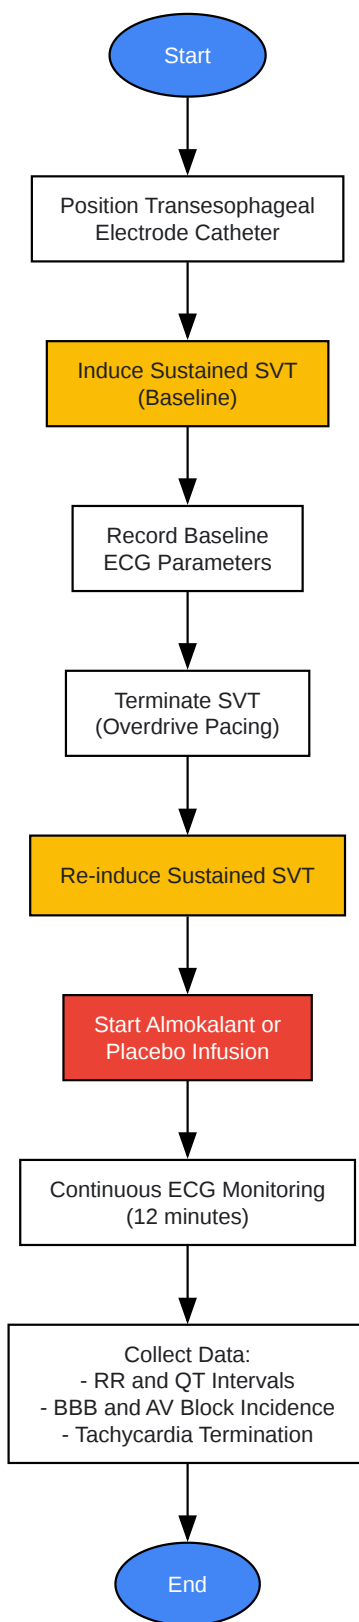 Start
Position Transesophageal
Electrode Catheter
Induce Sustained SVT
(Baseline)
Record Baseline
ECG Parameters
Terminate SVT
(Overdrive Pacing)
Re-induce Sustained SVT
Start Almokalant or
Placebo Infusion
Continuous ECG Monitoring
(12 minutes)
Collect Data:
- RR and QT Intervals
- BBB and AV Block Incidence
- Tachycardia Termination
End